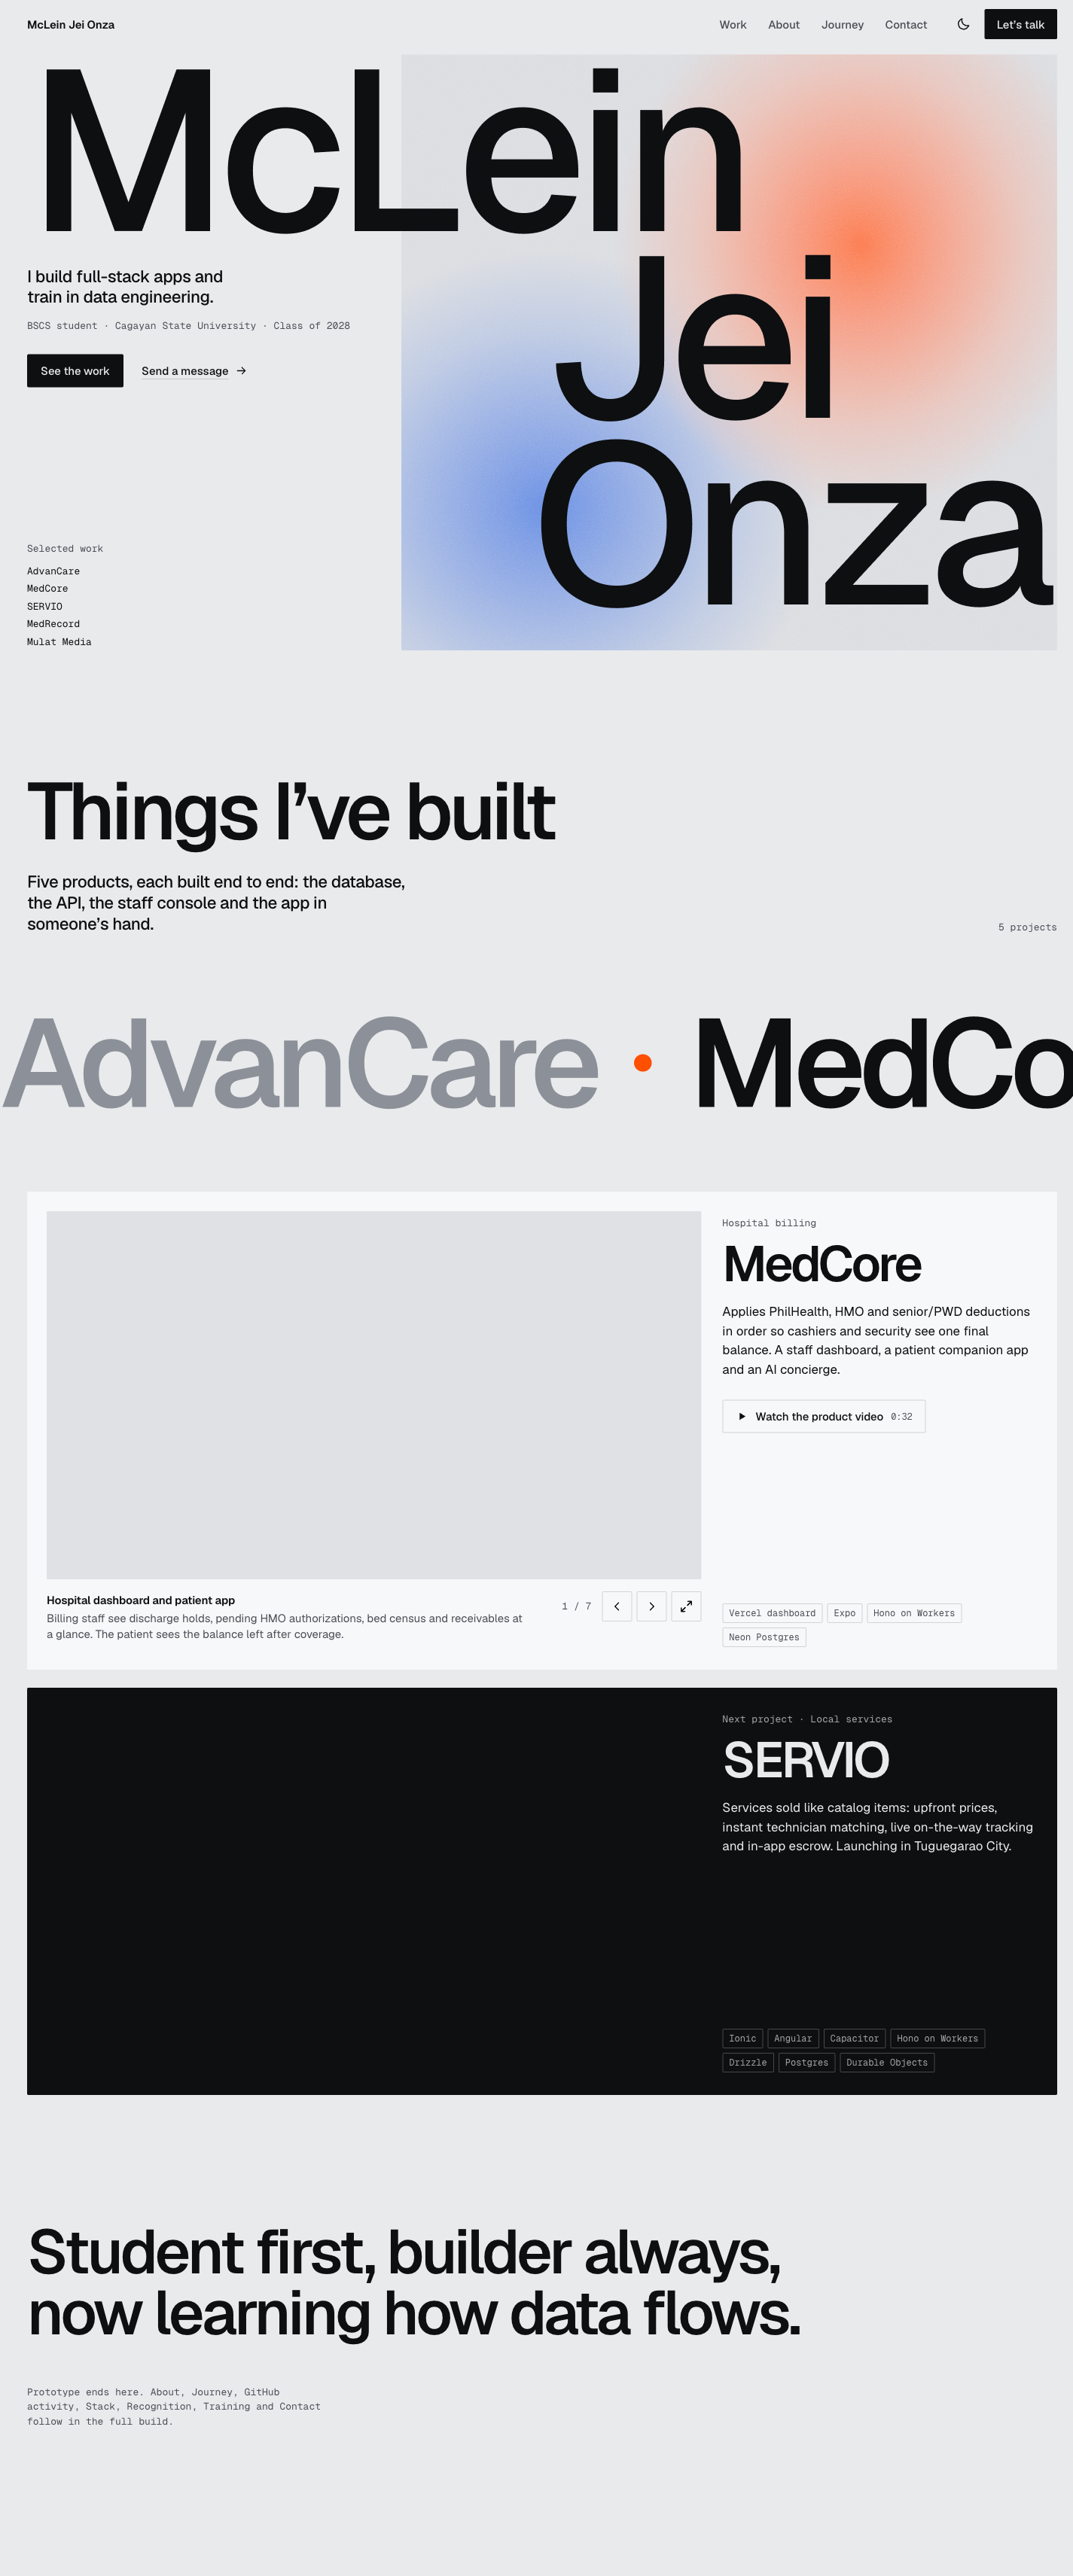 McLein Jei Onza
Work About Journey Contact Let's talk
McLein
Jei
Onza
I build full-stack apps and
train in data engineering.
BSCS student · Cagayan State University · Class of 2028
See the work Send a message →
Selected work
AdvanCare
MedCore
SERVIO
MedRecord
Mulat Media
Things I’ve built
Five products, each built end to end: the database,
the API, the staff console and the app in
someone’s hand.
5 projects
AdvanCare • MedCo
Hospital billing
MedCore
Applies PhilHealth, HMO and senior/PWD deductions
in order so cashiers and security see one final
balance. A staff dashboard, a patient companion app
and an AI concierge.
Watch the product video 0:32
Hospital dashboard and patient app
Billing staff see discharge holds, pending HMO authorizations, bed census and receivables at
a glance. The patient sees the balance left after coverage.
1 / 7
Vercel dashboard Expo Hono on Workers
Neon Postgres
Next project · Local services
SERVIO
Services sold like catalog items: upfront prices,
instant technician matching, live on-the-way tracking
and in-app escrow. Launching in Tuguegarao City.
Ionic Angular Capacitor Hono on Workers
Drizzle Postgres Durable Objects
Student first, builder always,
now learning how data flows.
Prototype ends here. About, Journey, GitHub
activity, Stack, Recognition, Training and Contact
follow in the full build.